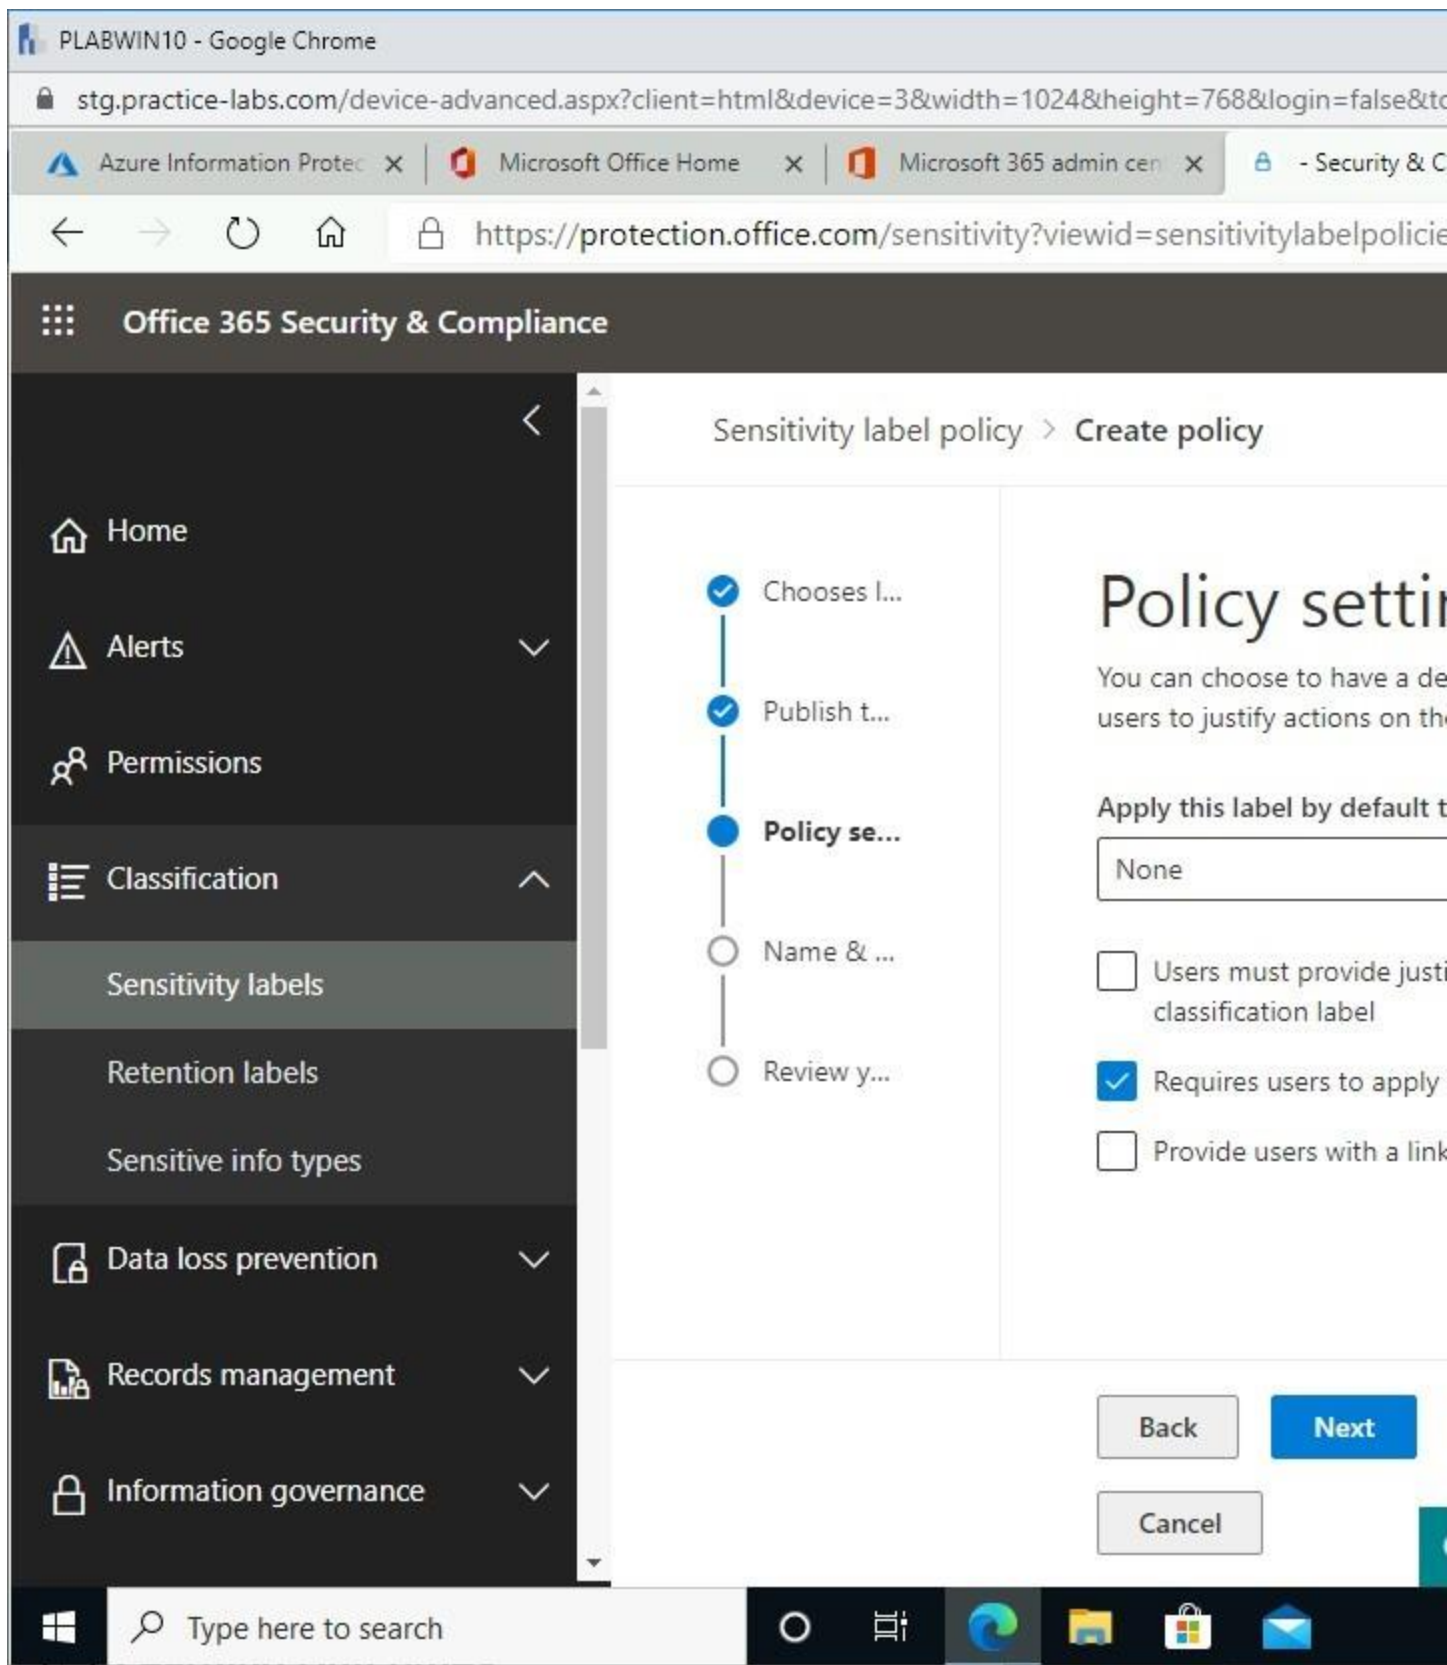 PLABWIN10 - Google Chrome
stg.practice-labs.com/device-advanced.aspx?client=html&device=3&width=1024&height=768&login=false&to
Azure Information Protec
Microsoft Office Home
Microsoft 365 admin cen
- Security & C
https://protection.office.com/sensitivity?viewid=sensitivitylabelpolicie
Office 365 Security & Compliance
Home
Alerts
Permissions
Classification
Sensitivity labels
Retention labels
Sensitive info types
Data loss prevention
Records management
Information governance
Sensitivity label policy > Create policy
Chooses l...
Publish t...
Policy se...
Name & ...
Review y...
Policy settin
You can choose to have a de
users to justify actions on the
Apply this label by default t
None
Users must provide justi
classification label
Requires users to apply
Provide users with a link
Back
Next
Cancel
Type here to search